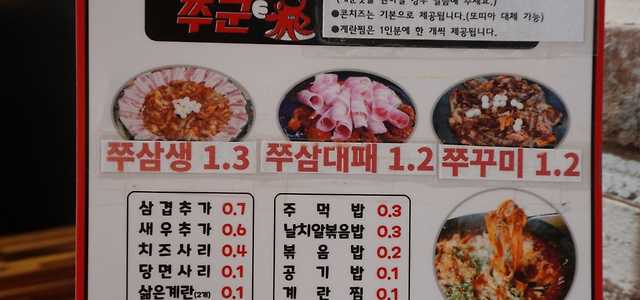 쭈군
●콘치즈는 기본으로 제공됩니다.(또띠아 대체 가능)
●계란찜은 1인분에 한 개씩 제공됩니다.
쭈삼생 1.3
쭈삼대패 1.2
쭈꾸미 1.2
삼겹추가 0.7
새우추가 0.6
치즈사리 0.4
당면사리 0.1
삶은계란(2개) 0.1
주먹밥 0.3
날치알볶음밥 0.3
볶음밥 0.2
공기밥 0.1
계란찜 0.1